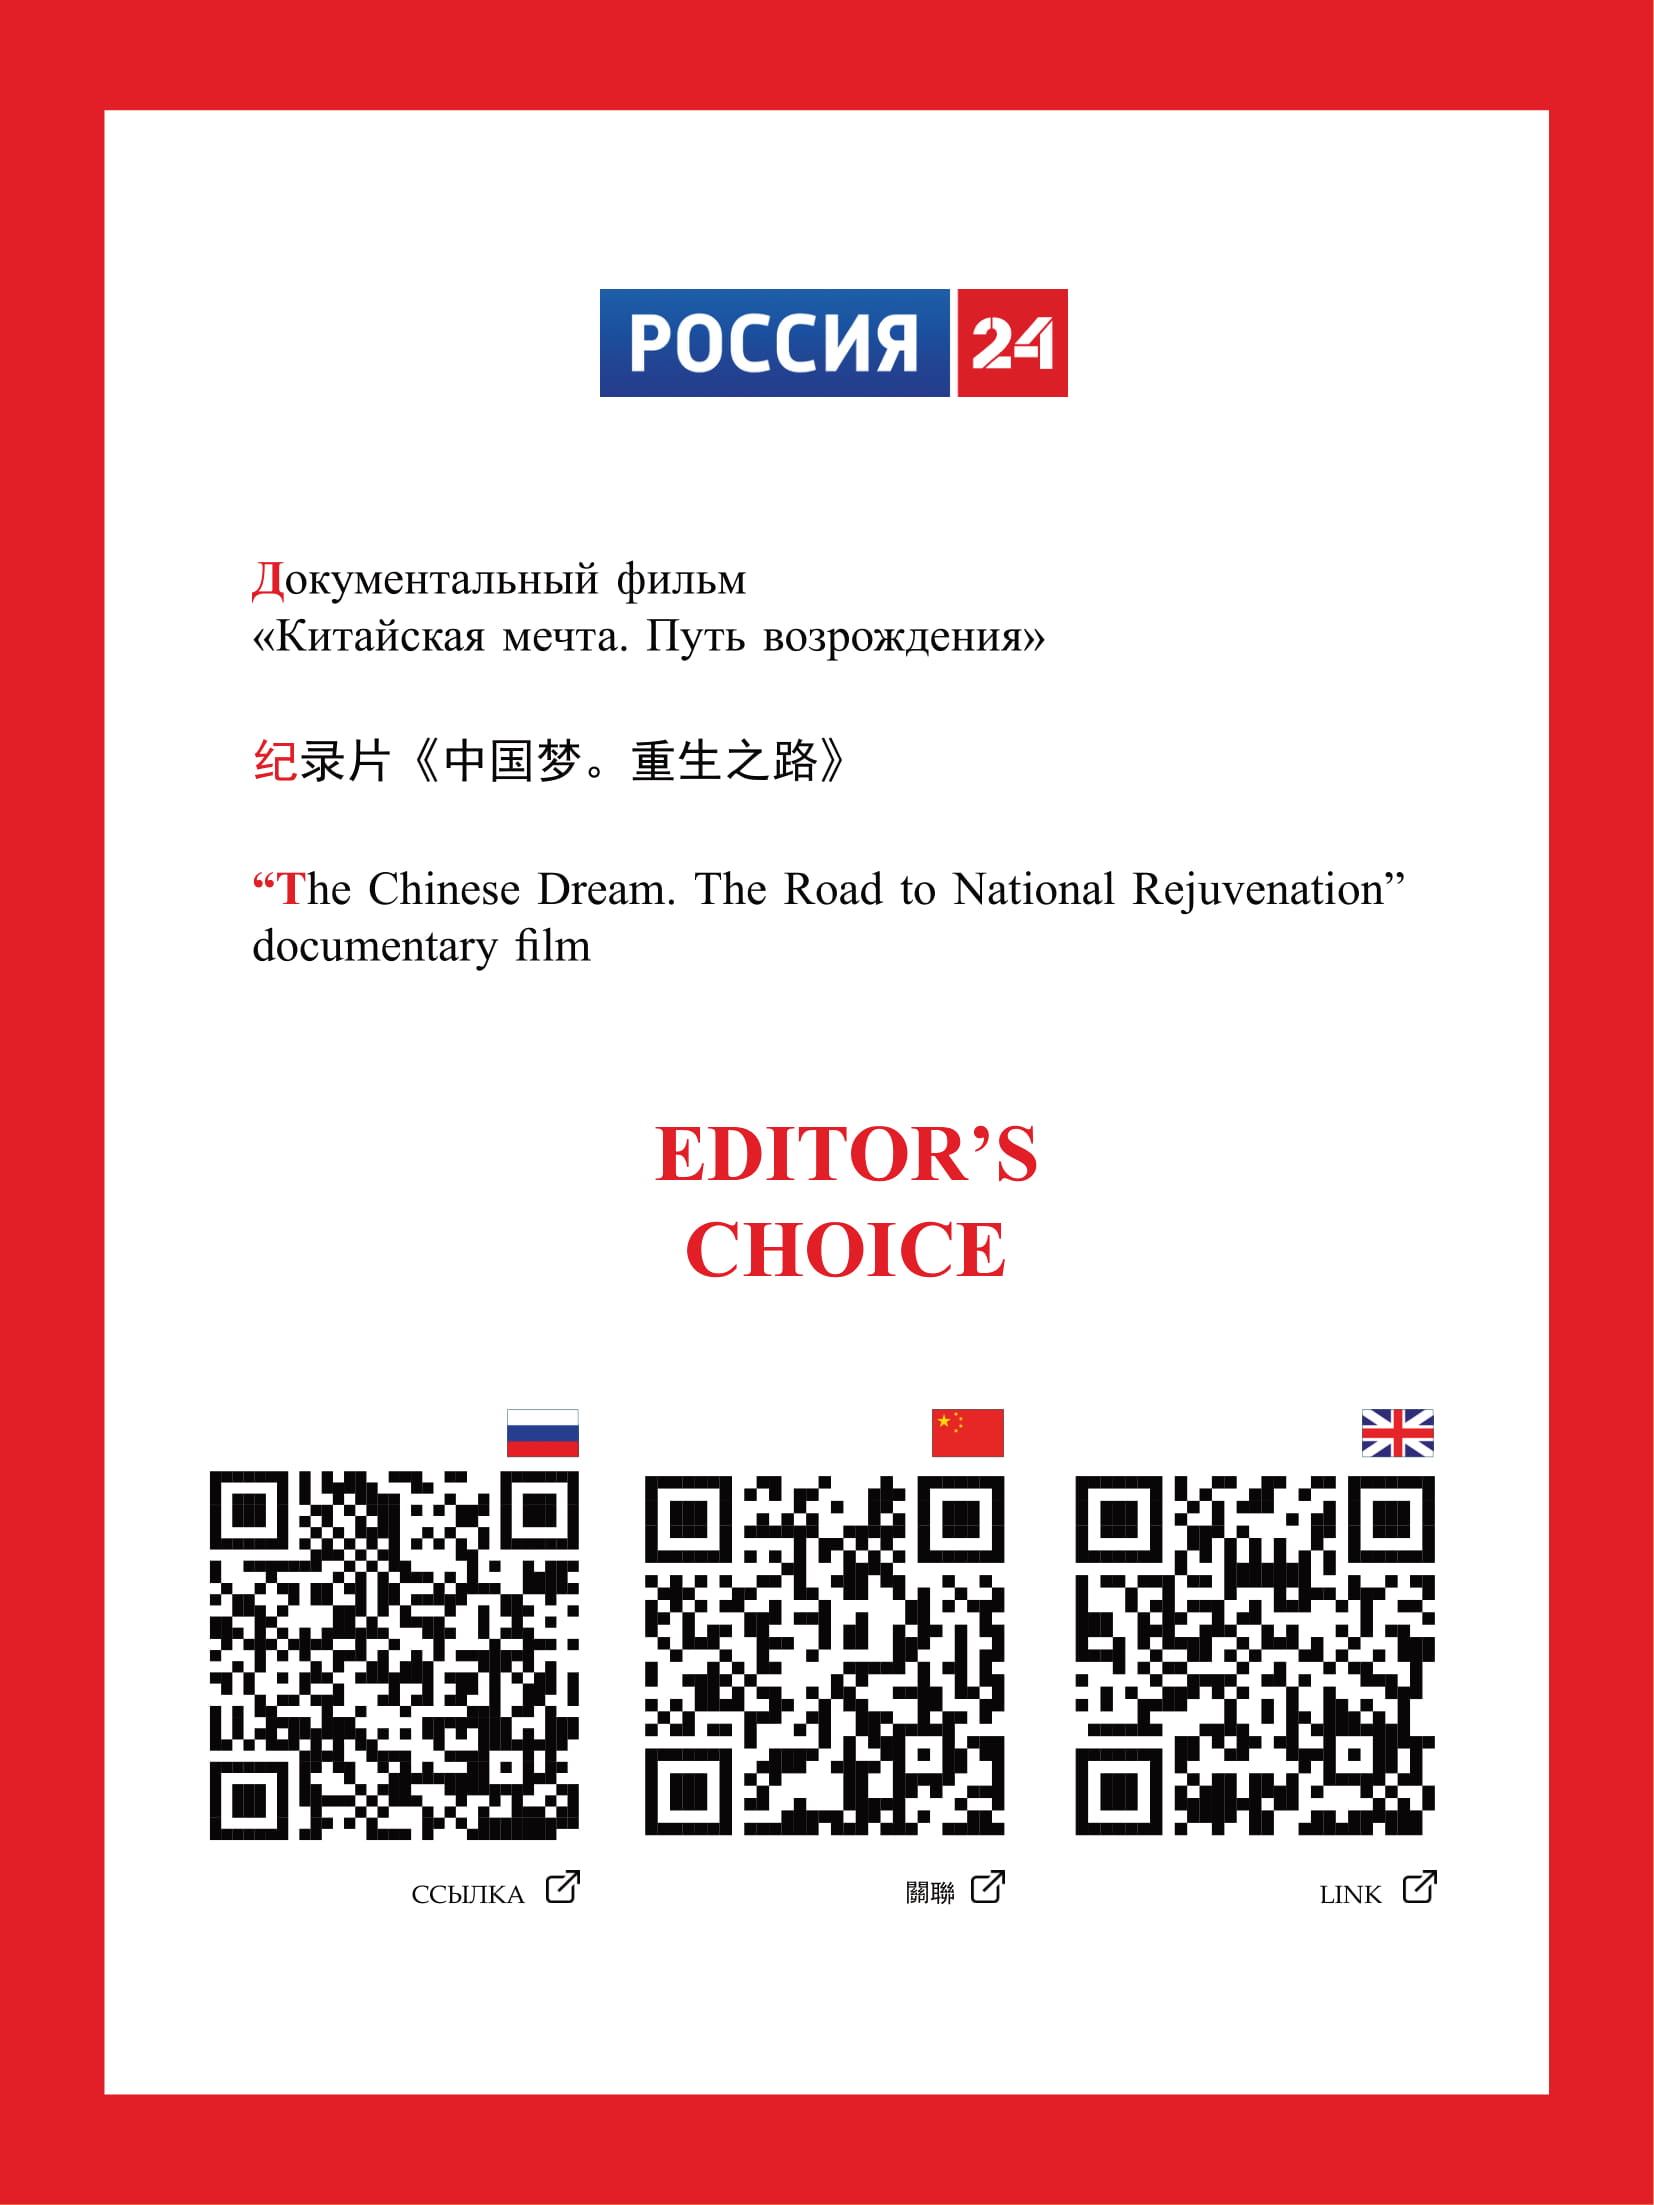 РОССИЯ 24
Документальный фильм
«Китайская мечта. Путь возрождения»
纪录片《中国梦。重生之路》
“The Chinese Dream. The Road to National Rejuvenation”
documentary film
EDITOR’S
CHOICE
ССЫЛКА
關聯
LINK